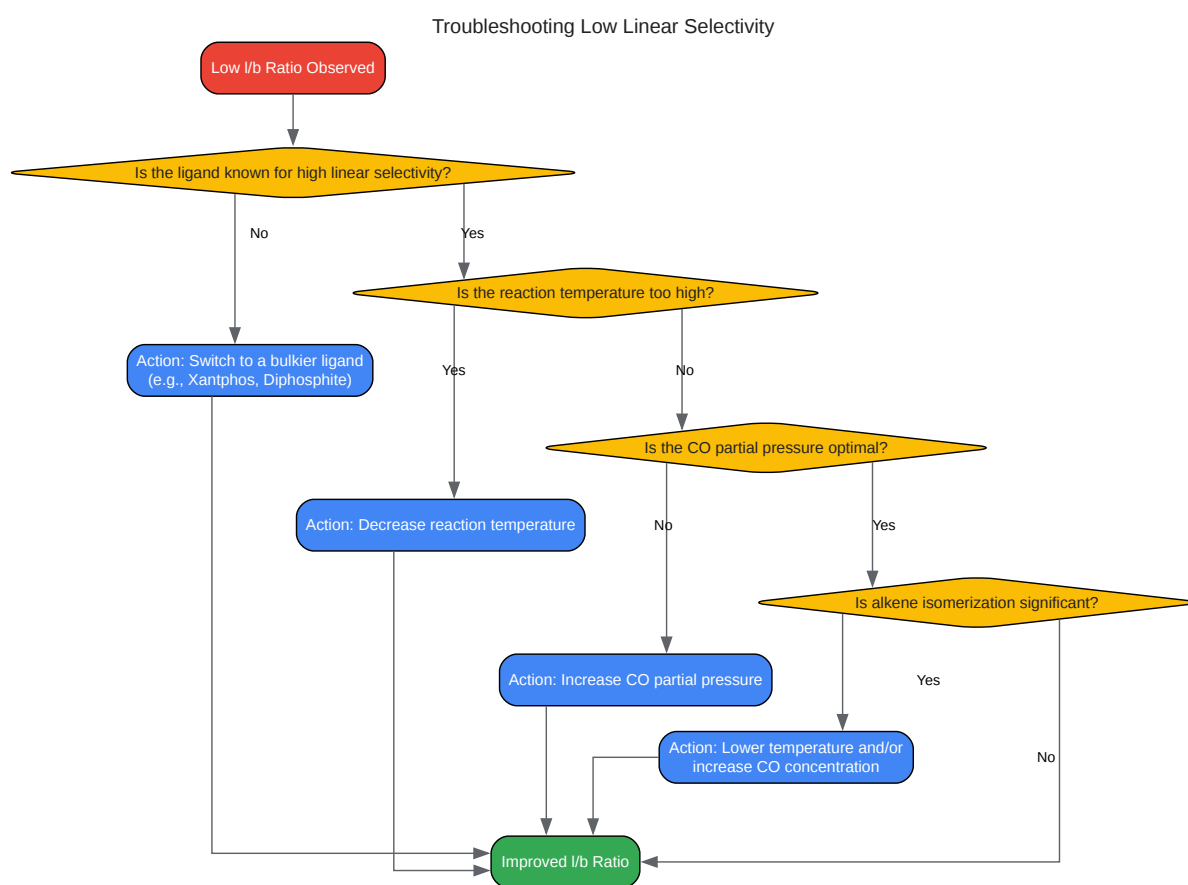 Troubleshooting Low Linear Selectivity
Low l/b Ratio Observed
Is the ligand known for high linear selectivity?
No
Yes
Is the reaction temperature too high?
Action: Switch to a bulkier ligand
(e.g., Xantphos, Diphosphite)
Yes
No
Is the CO partial pressure optimal?
Action: Decrease reaction temperature
No
Yes
Is alkene isomerization significant?
Action: Increase CO partial pressure
Yes
Action: Lower temperature and/or
increase CO concentration
No
Improved l/b Ratio